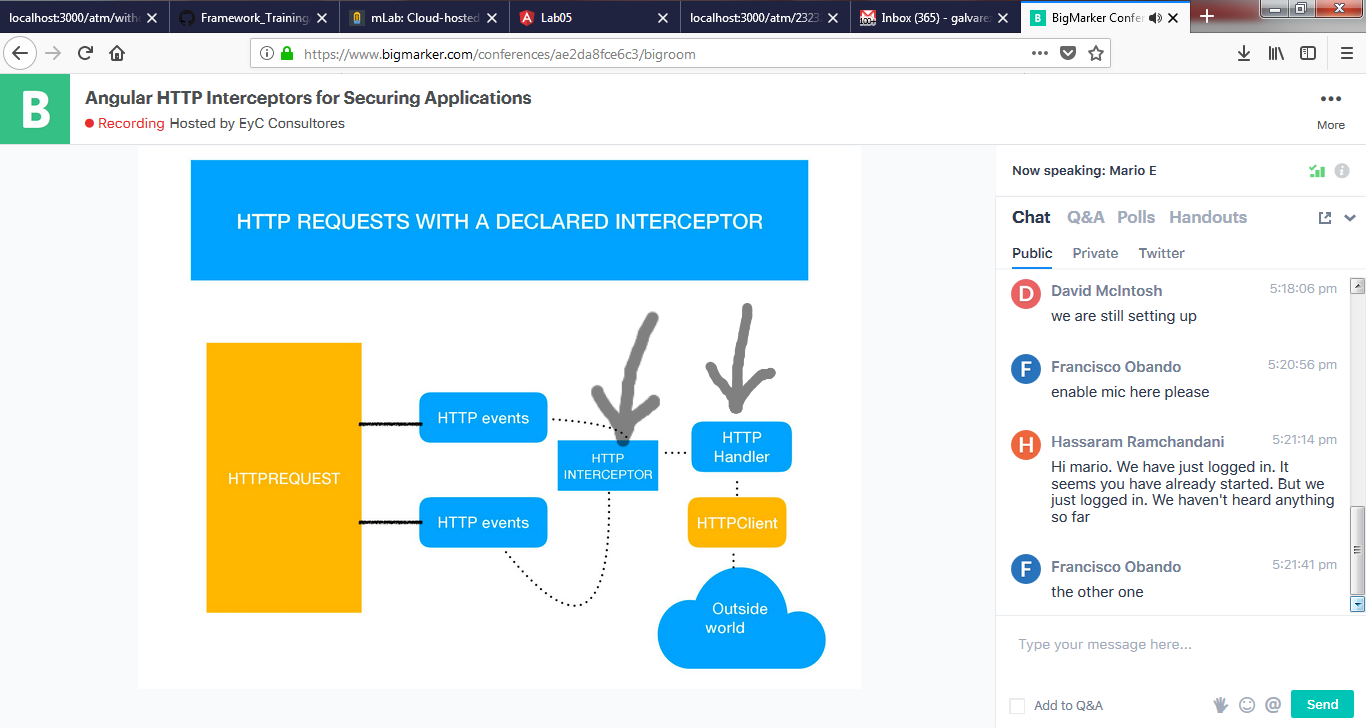 localhost:3000/atm/with
Framework_Training
mLab: Cloud-hosted
Lab05
localhost:3000/atm/2323
100+
Inbox (365) - galvare
B
BigMarker Confer
https://www.bigmarker.com/conferences/ae2da8fce6c3/bigroom
B
Angular HTTP Interceptors for Securing Applications
Recording Hosted by EyC Consultores
More
HTTP REQUESTS WITH A DECLARED INTERCEPTOR
HTTPREQUEST
HTTP events
HTTP
INTERCEPTOR
HTTP
Handler
HTTP events
HTTPClient
Outside
world
Now speaking: Mario E
Chat Q&A Polls Handouts
Public Private Twitter
D
David McIntosh 5:18:06 pm
we are still setting up
F
Francisco Obando 5:20:56 pm
enable mic here please
H
Hassaram Ramchandani 5:21:14 pm
Hi mario. We have just logged in. It
seems you have already started. But we
just logged in. We haven't heard anything
so far
F
Francisco Obando 5:21:41 pm
the other one
Type your message here...
Add to Q&A
@
Send